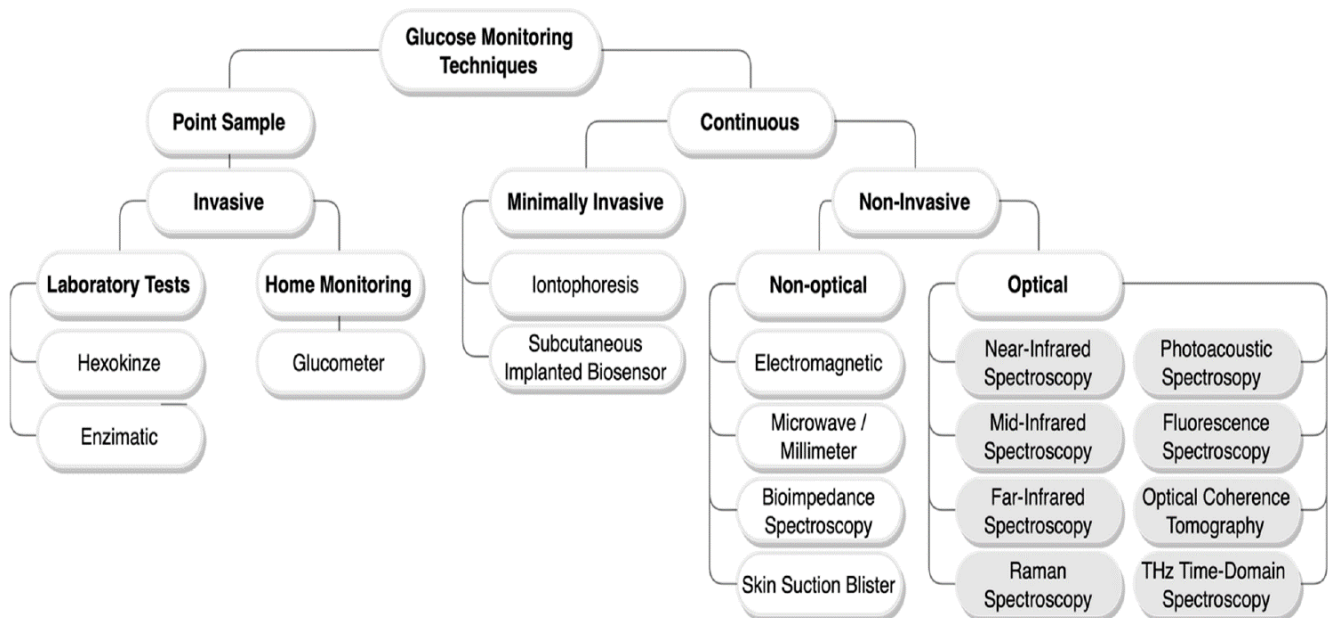 Glucose Monitoring
Techniques
Point Sample
Continuous
Invasive
Minimally Invasive
Non-Invasive
Laboratory Tests
Home Monitoring
Iontophoresis
Non-optical
Optical
Hexokinze
Glucometer
Subcutaneous
Implanted Biosensor
Electromagnetic
Near-Infrared
Spectroscopy
Photoacoustic
Spectrosopy
Enzimatic
Microwave /
Millimeter
Mid-Infrared
Spectroscopy
Fluorescence
Spectroscopy
Bioimpedance
Spectroscopy
Far-Infrared
Spectroscopy
Optical Coherence
Tomography
Skin Suction Blister
Raman
Spectroscopy
THz Time-Domain
Spectroscopy